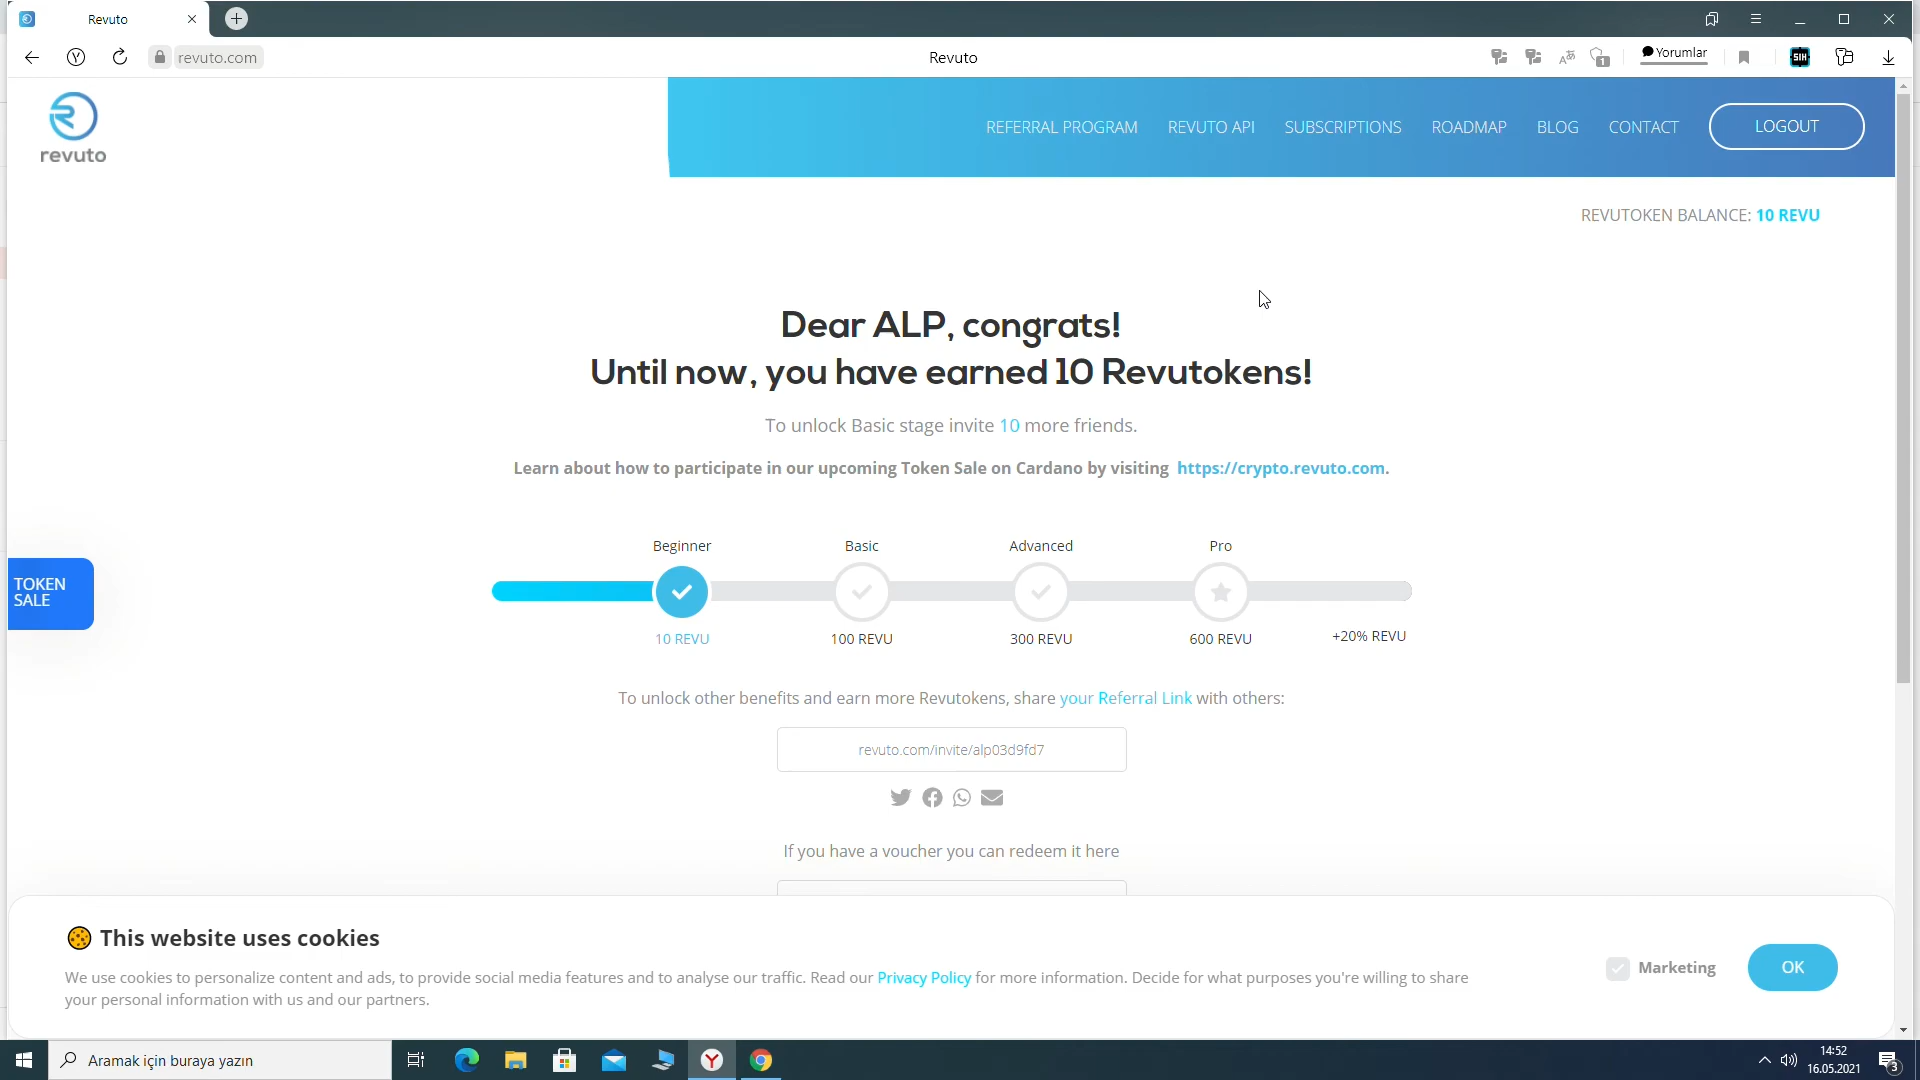 Revuto
revuto.com
Revuto
1
Yorumlar
SIH
revuto
REFERRAL PROGRAM
REVUTO API
SUBSCRIPTIONS
ROADMAP
BLOG
CONTACT
LOGOUT
REVUTOKEN BALANCE: 10 REVU
Dear ALP, congrats!
Until now, you have earned 10 Revutokens!
To unlock Basic stage invite 10 more friends.
Learn about how to participate in our upcoming Token Sale on Cardano by visiting https://crypto.revuto.com.
Beginner
Basic
Advanced
Pro
TOKEN
SALE
10 REVU
100 REVU
300 REVU
600 REVU
+20% REVU
To unlock other benefits and earn more Revutokens, share your Referral Link with others:
revuto.com/invite/alp03d9fd7
If you have a voucher you can redeem it here
This website uses cookies
We use cookies to personalize content and ads, to provide social media features and to analyse our traffic. Read our Privacy Policy for more information. Decide for what purposes you're willing to share
your personal information with us and our partners.
Marketing
OK
Aramak için buraya yazın
14:52
16.05.2021
3